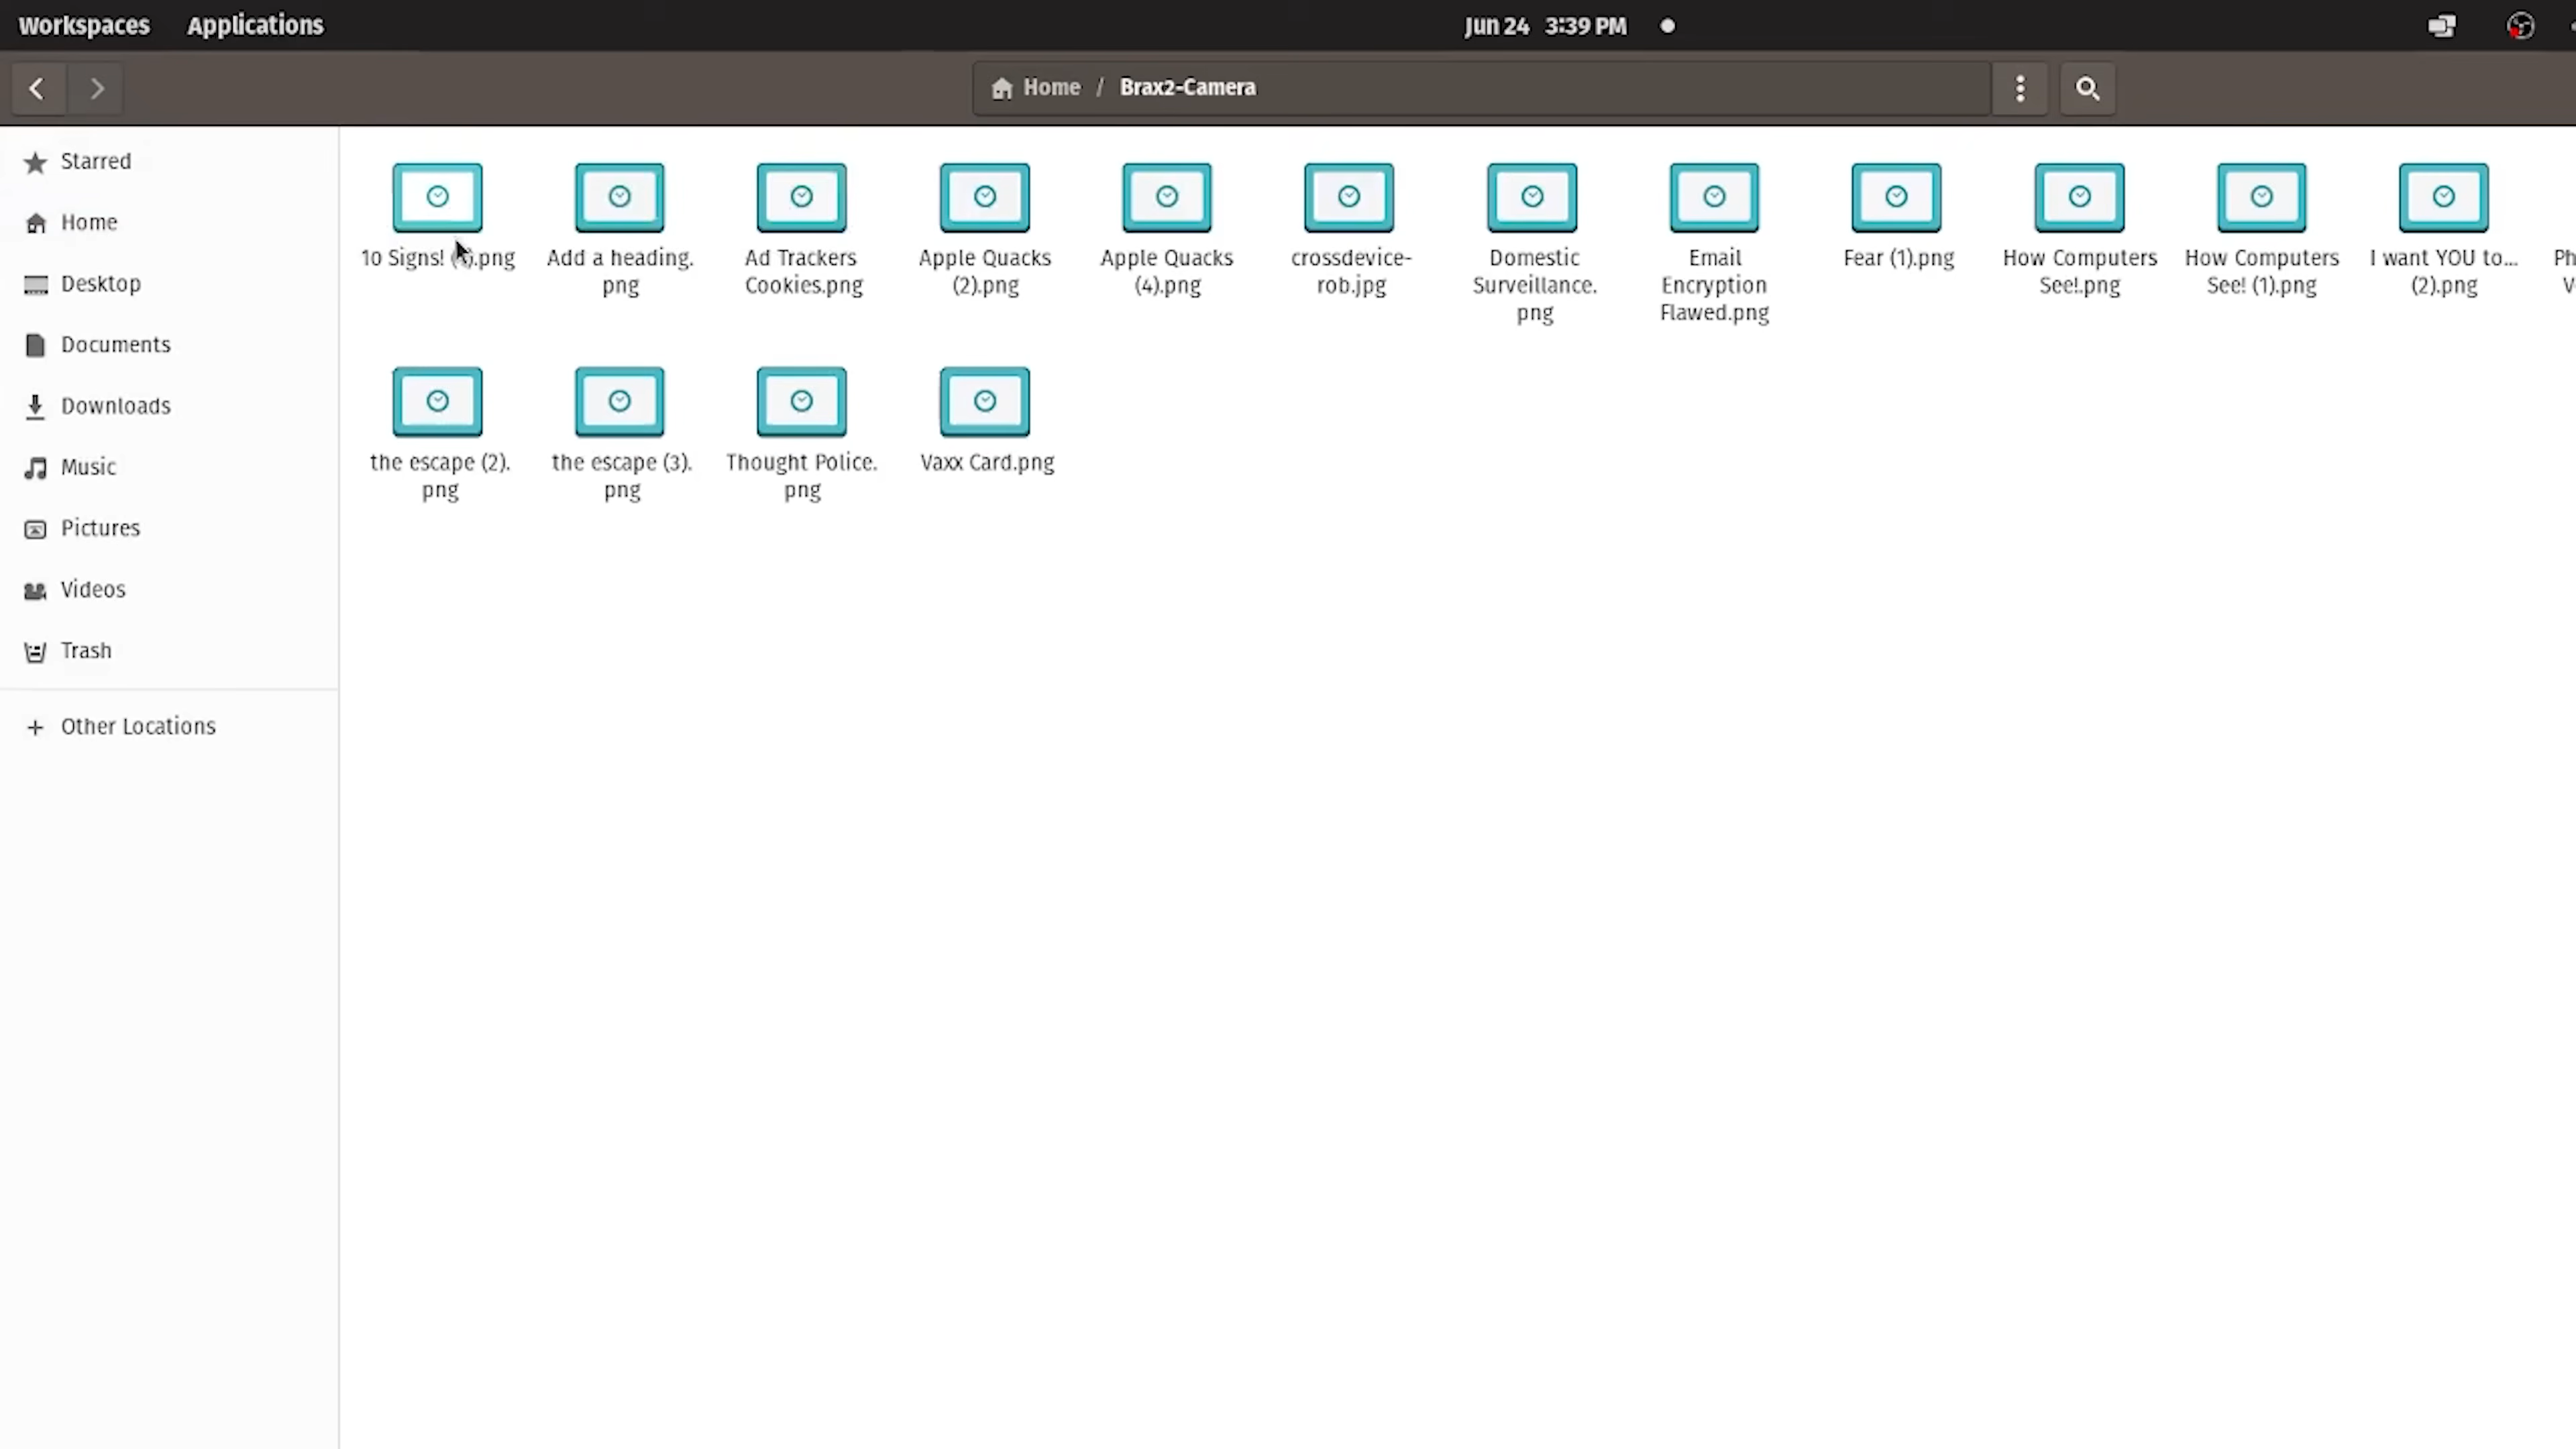 Workspaces Applications Jun 24 3:39 PM
Home / Brax2-Camera
Starred
Home
Desktop
Documents
Downloads
Music
Pictures
Videos
Trash
Other Locations
10 Signs! ().png
Add a heading.
png
Ad Trackers
Cookies.png
Apple Quacks
(2).png
Apple Quacks
(4).png
crossdevice-
rob.jpg
Domestic
Surveillance.
png
Email
Encryption
Flawed.png
Fear (1).png
How Computers
See!.png
How Computers
See! (1).png
I want YOU to...
(2).png
the escape (2).
png
the escape (3).
png
Thought Police.
png
Vaxx Card.png